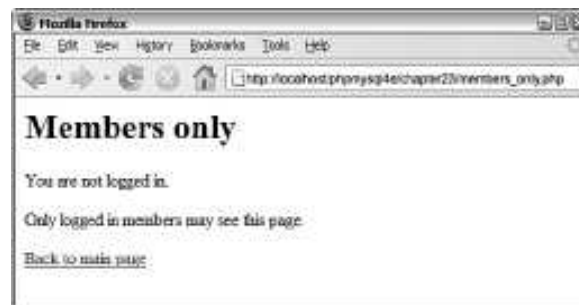 Mozilla Firefox
File Edit View History Bookmarks Tools Help
http://localhost/phpmysql4e/chapter23/members_only.php
Members only
You are not logged in.
Only logged in members may see this page.
Back to main page